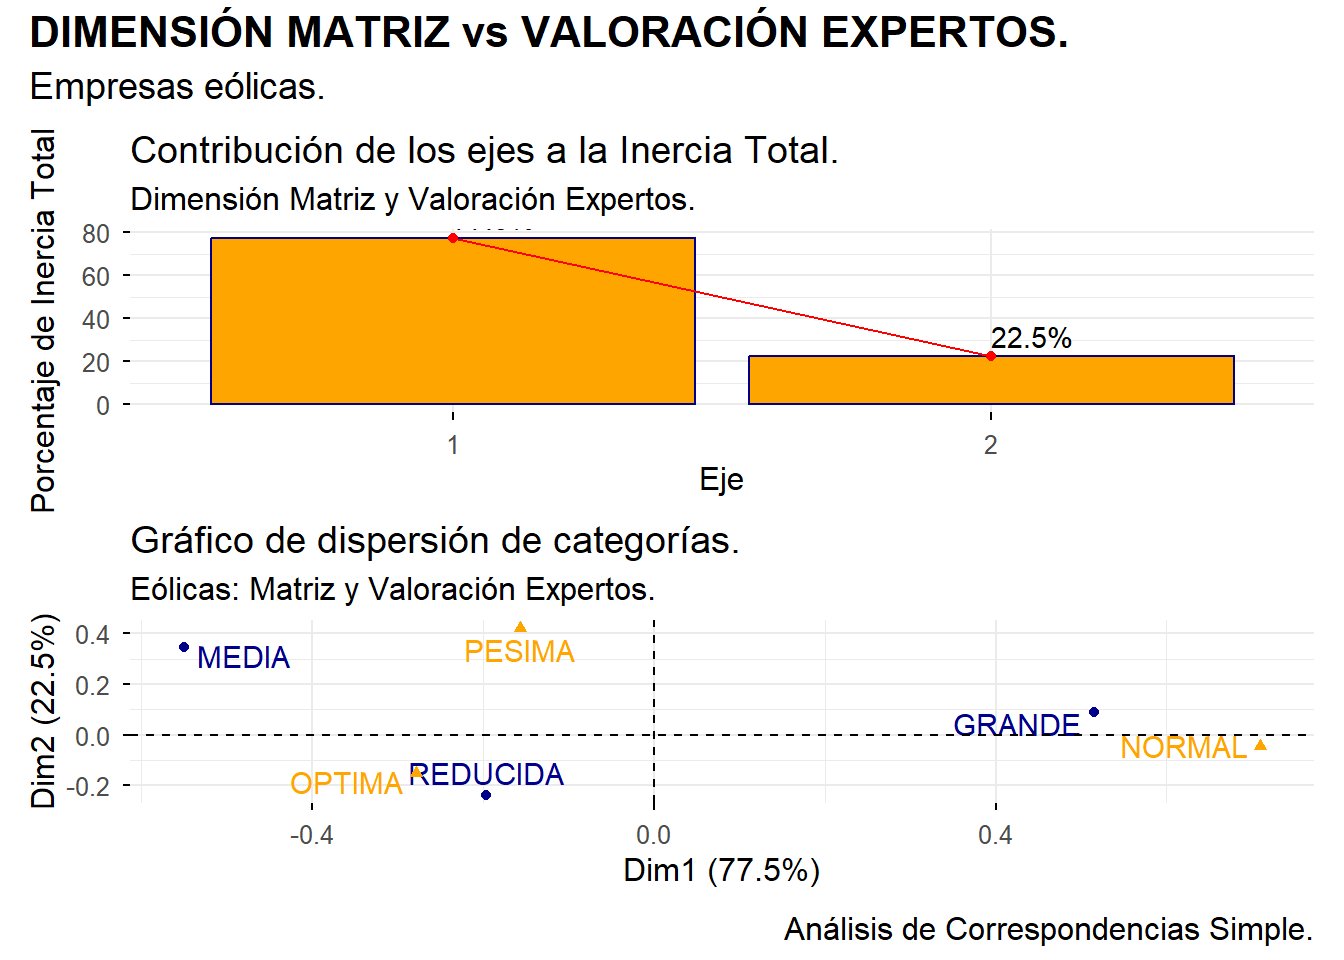 DIMENSIÓN MATRIZ vs VALORACIÓN EXPERTOS.
Empresas eólicas.
Contribución de los ejes a la Inercia Total.
Dimensión Matriz y Valoración Expertos.
Porcentaje de Inercia Total
80
60
40
20
0
22.5%
1
2
Eje
Gráfico de dispersión de categorías.
Eólicas: Matriz y Valoración Expertos.
Dim2 (22.5%)
0.4
0.2
0.0
-0.2
PESIMA
MEDIA
GRANDE
NORMAL
REDUCIDA
OPTIMA
-0.4
0.0
0.4
Dim1 (77.5%)
Análisis de Correspondencias Simple.